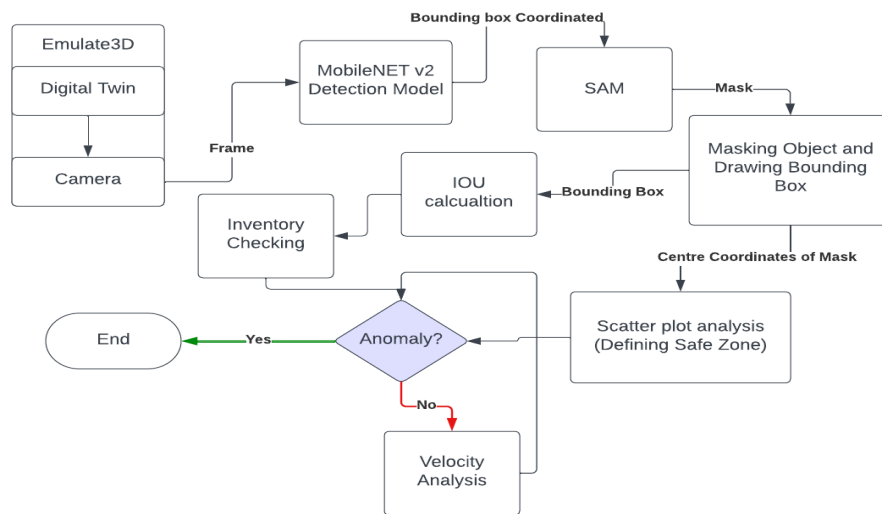 Emulate3D
Digital Twin
Camera
Frame
MobileNET v2
Detection Model
Bounding box Coordinated
SAM
Mask
Masking Object and
Drawing Bounding
Box
Bounding Box
IOU
calcualtion
Inventory
Checking
Centre Coordinates of Mask
Scatter plot analysis
(Defining Safe Zone)
Anomaly?
Yes
End
No
Velocity
Analysis